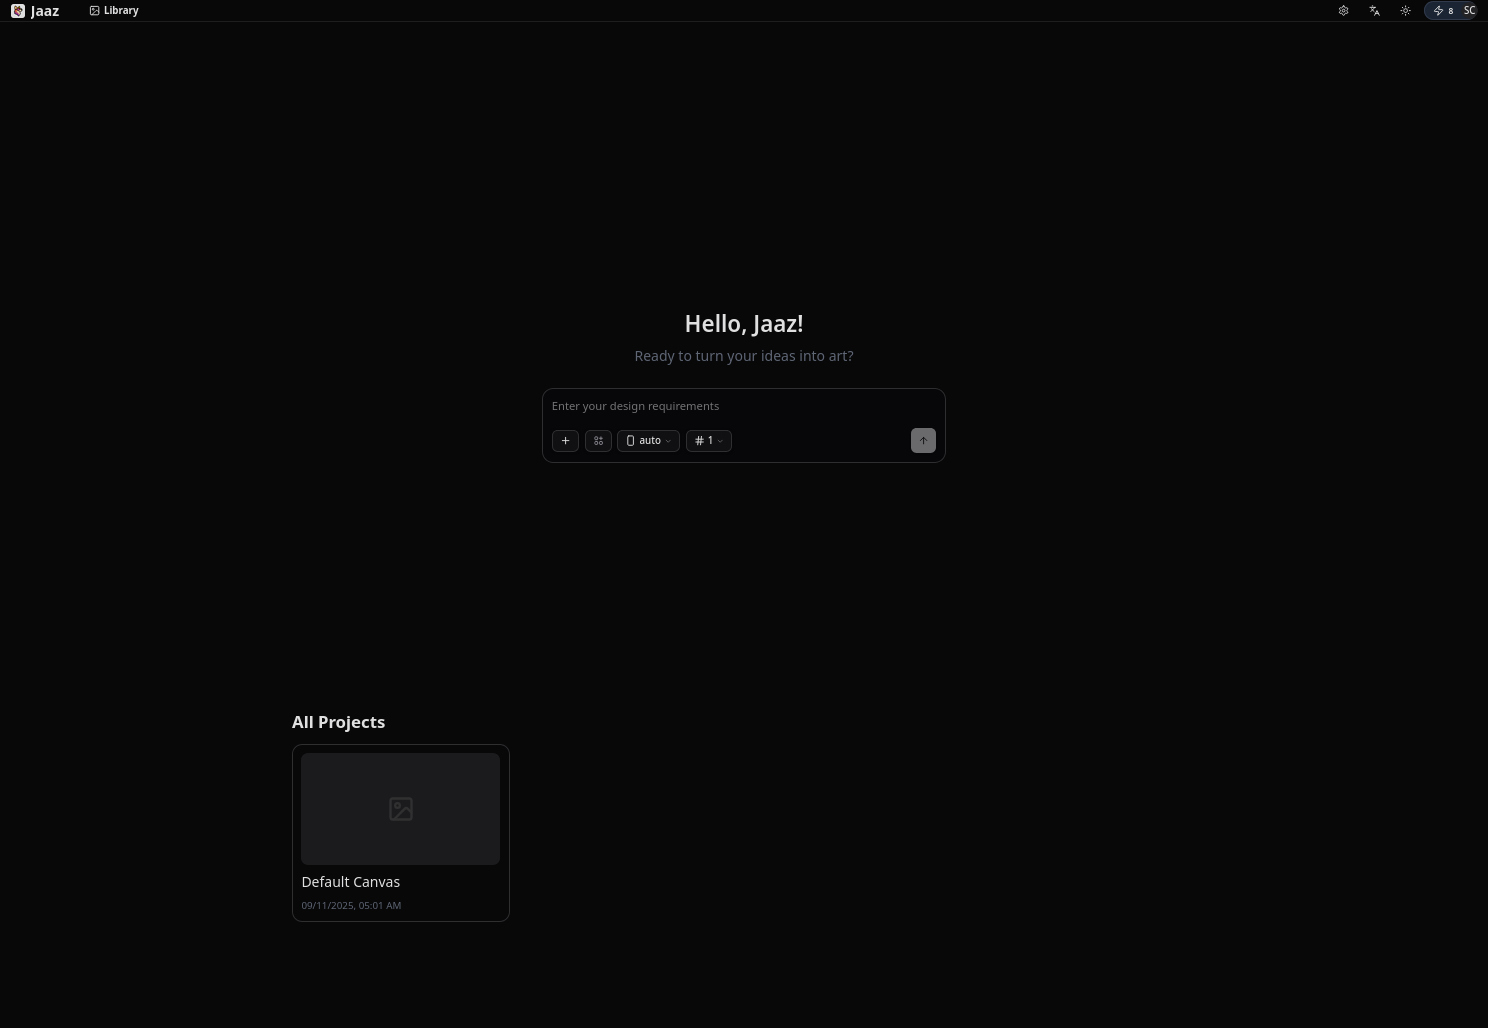 Jaaz
Library
8
SC
Hello, Jaaz!
Ready to turn your ideas into art?
Enter your design requirements
auto
1
All Projects
Default Canvas
09/11/2025, 05:01 AM